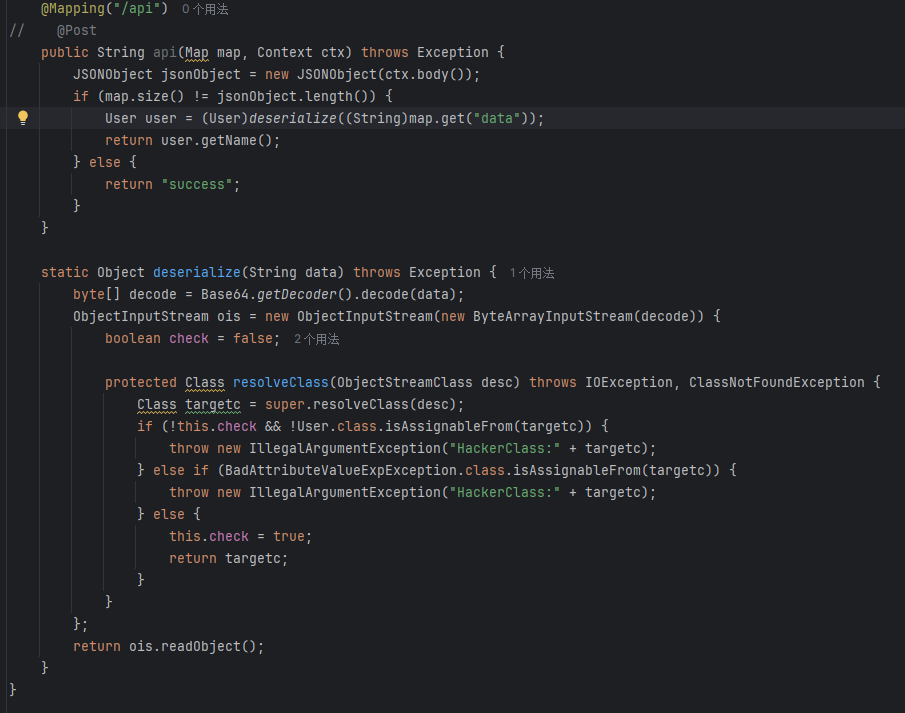 @Mapping("/api") 0个用法
// @Post
public String api(Map map, Context ctx) throws Exception {
JSONObject jsonObject = new JSONObject(ctx.body());
if (map.size() != jsonObject.length()) {
User user = (User)deserialize((String)map.get("data"));
return user.getName();
} else {
return "success";
}
}
static Object deserialize(String data) throws Exception { 1个用法
byte[] decode = Base64.getDecoder().decode(data);
ObjectInputStream ois = new ObjectInputStream(new ByteArrayInputStream(decode)) {
boolean check = false; 2个用法
protected Class resolveClass(ObjectStreamClass desc) throws IOException, ClassNotFoundException {
Class targetc = super.resolveClass(desc);
if (!this.check && !User.class.isAssignableFrom(targetc)) {
throw new IllegalArgumentException("HackerClass:" + targetc);
} else if (BadAttributeValueExpException.class.isAssignableFrom(targetc)) {
throw new IllegalArgumentException("HackerClass:" + targetc);
} else {
this.check = true;
return targetc;
}
}
};
return ois.readObject();
}
}